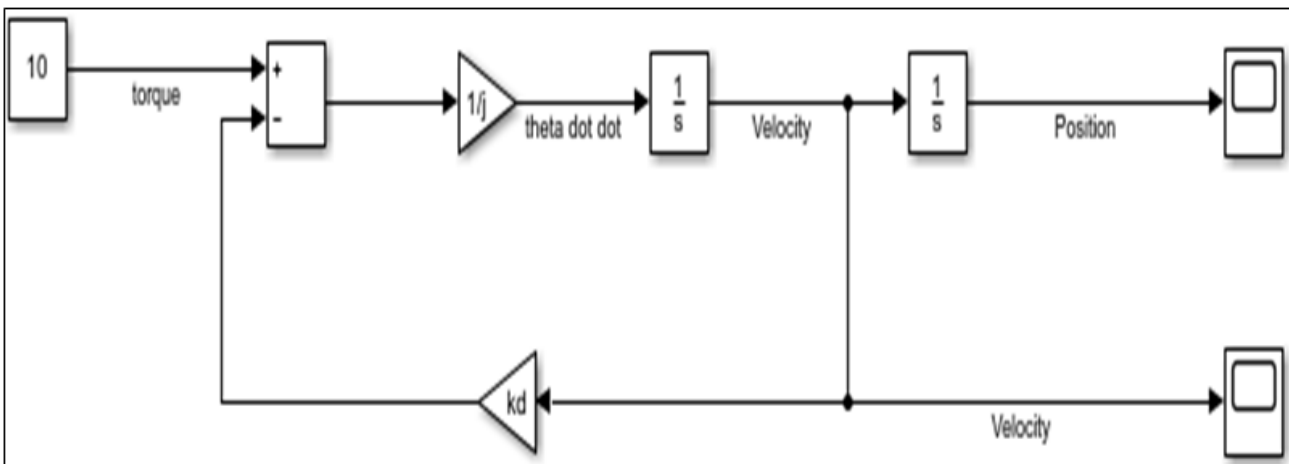 10
torque
+
−
1/j
theta dot dot
1
s
Velocity
1
s
Position
kd
Velocity